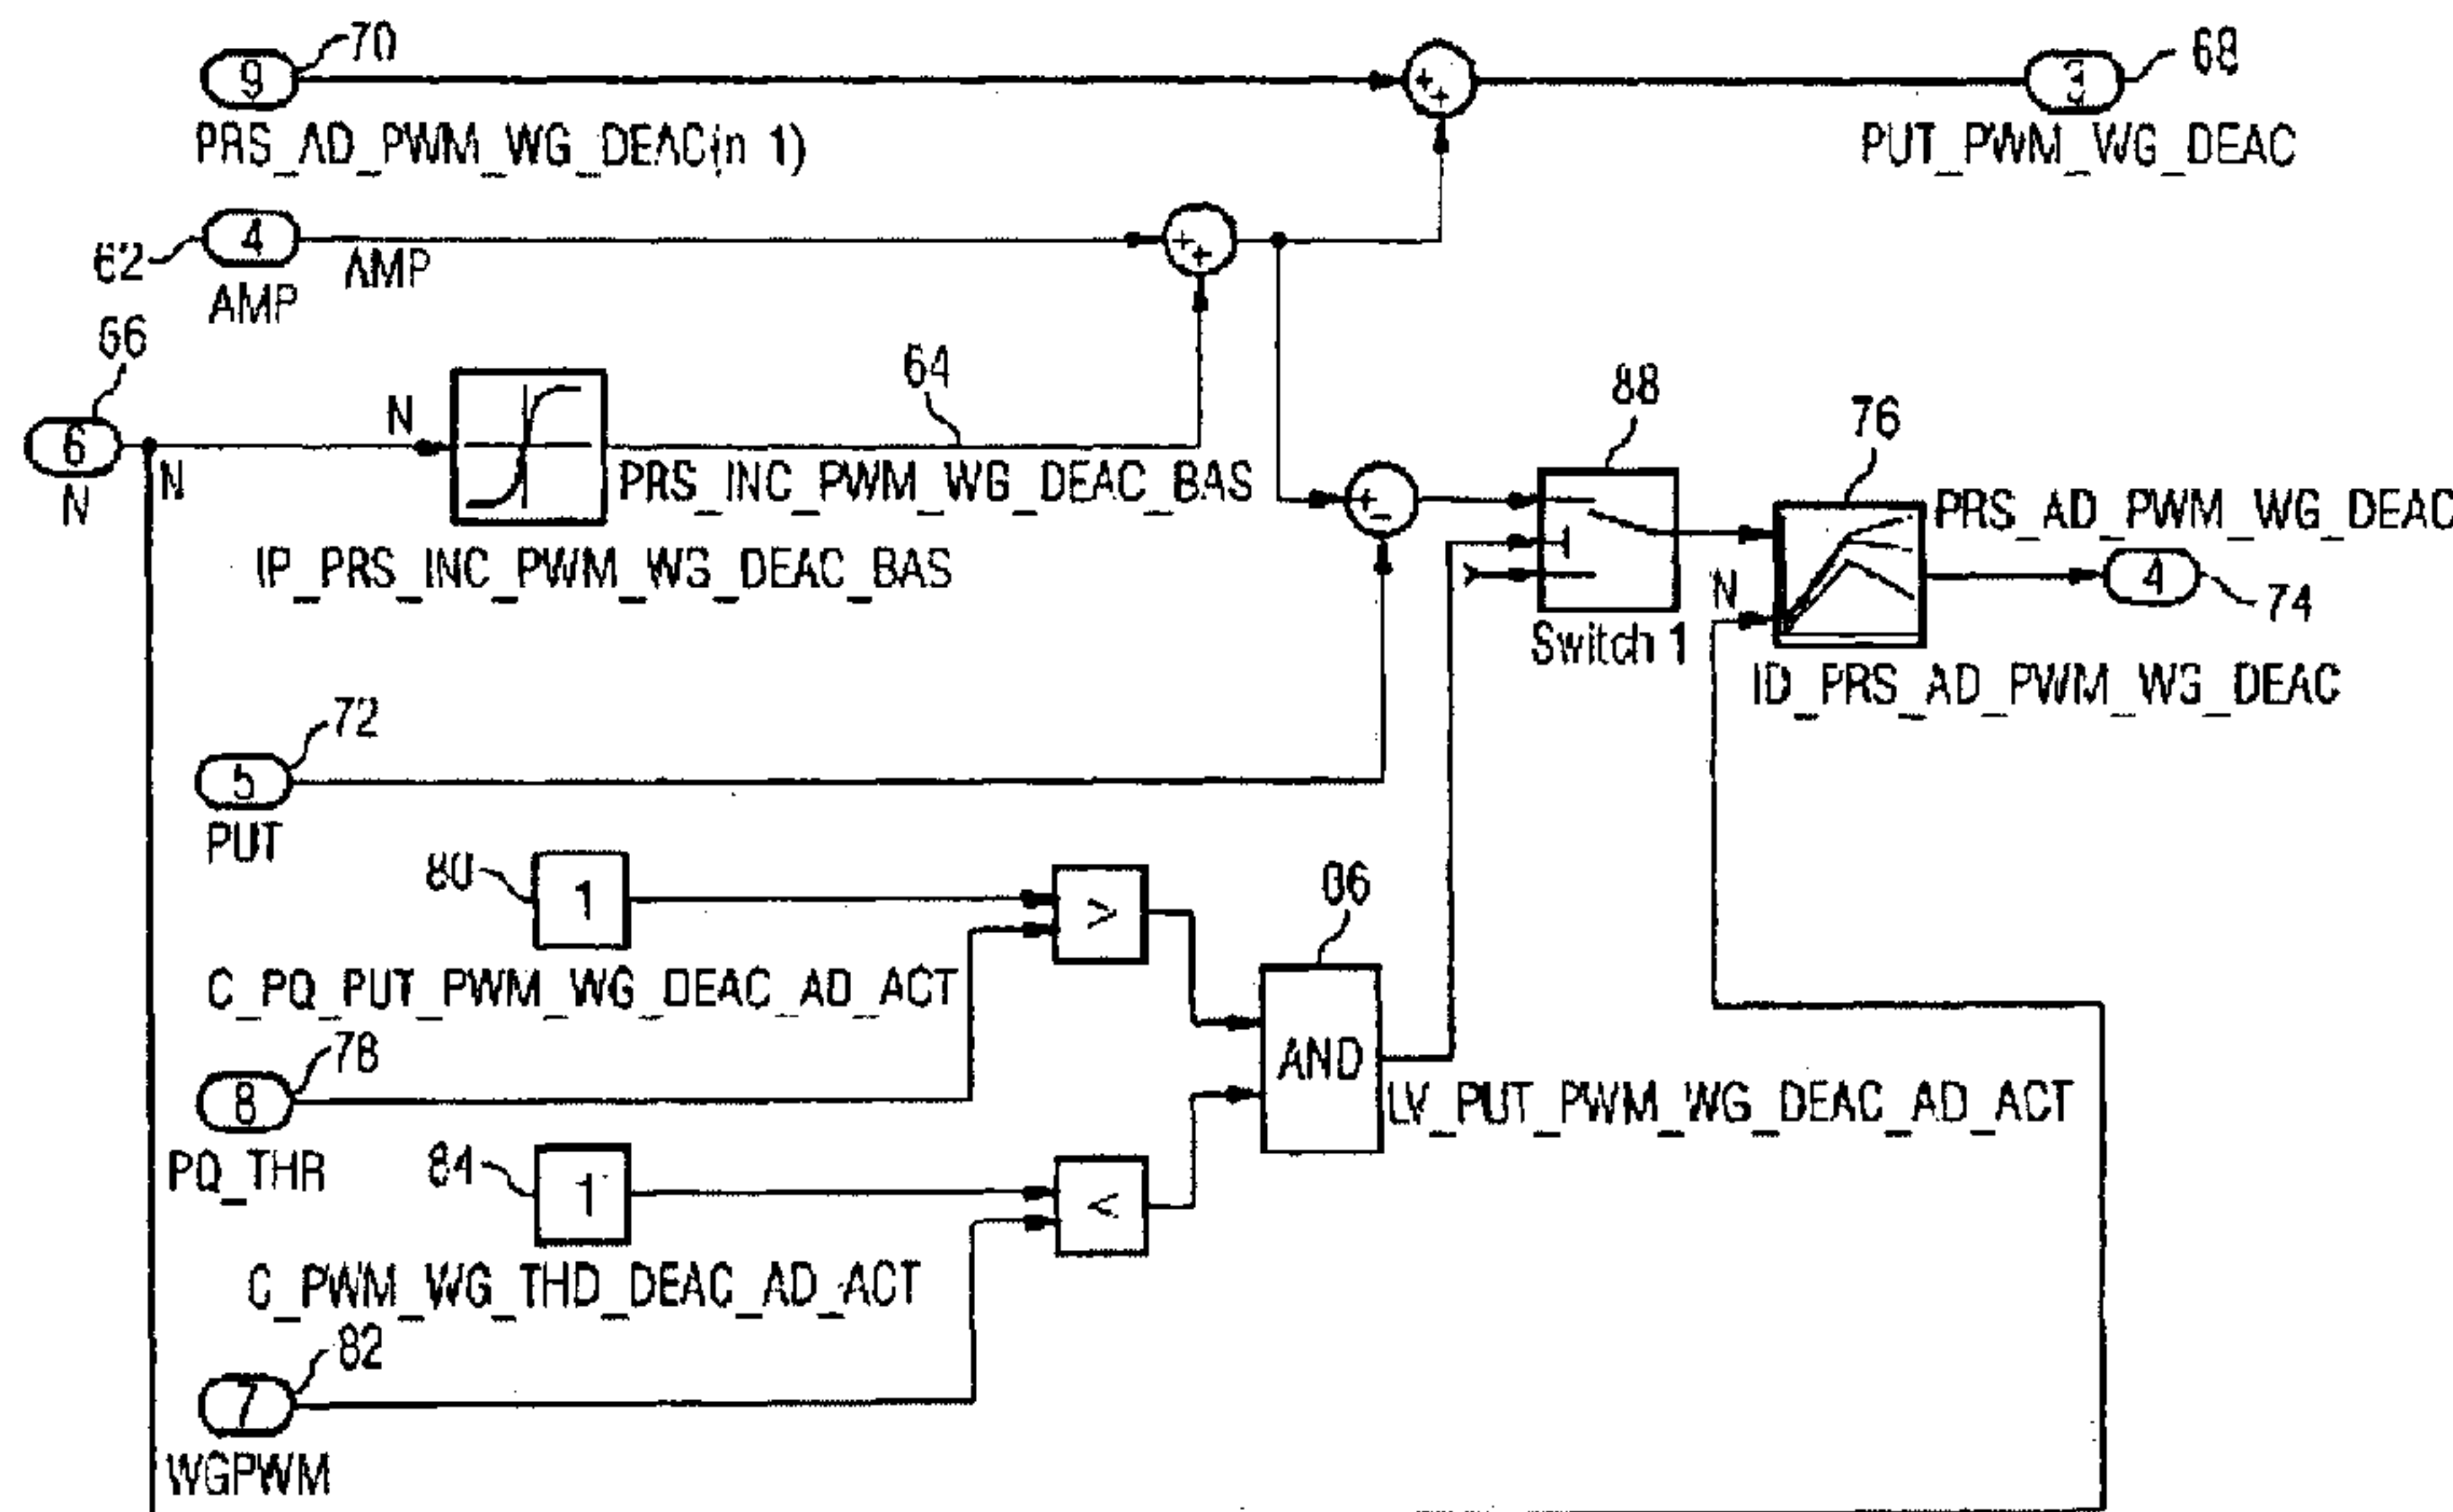 9
70
PRS_AD_PWM_WG_DEAC(n 1)
3
68
PUT_PWM_WG_DEAC
62
4
AMP
AMP
66
6
N
N
N
64
PRS_INC_PWM_WG_DEAC_BAS
IP_PRS_INC_PWM_WG_DEAC_BAS
88
Switch 1
76
PRS_AD_PWM_WG_DEAC
N
4
74
ID_PRS_AD_PWM_WG_DEAC
72
5
PUT
80
1
>
C_PQ_PUT_PWM_WG_DEAC_AD_ACT
86
AND
LV_PUT_PWM_WG_DEAC_AD_ACT
78
8
PQ_THR
84
1
<
C_PWM_WG_THD_DEAC_AD_ACT
82
7
WGPWM